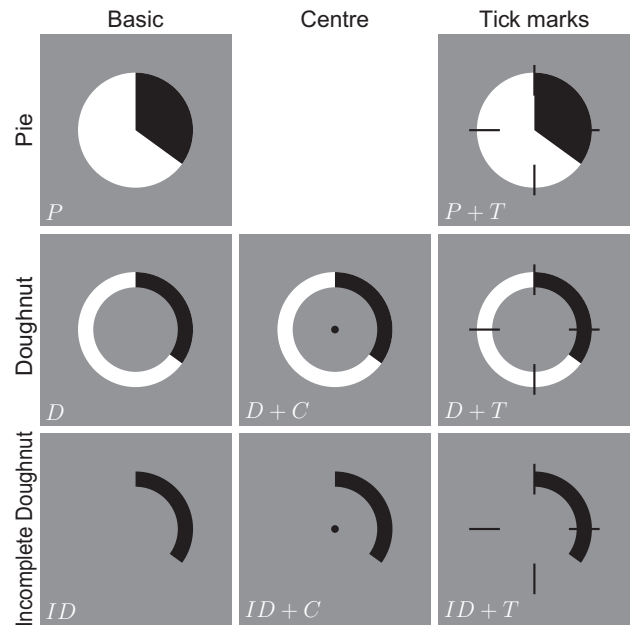 Basic
Centre
Tick marks
Pie
P
P + T
Doughnut
D
D + C
D + T
Incomplete Doughnut
ID
ID + C
ID + T